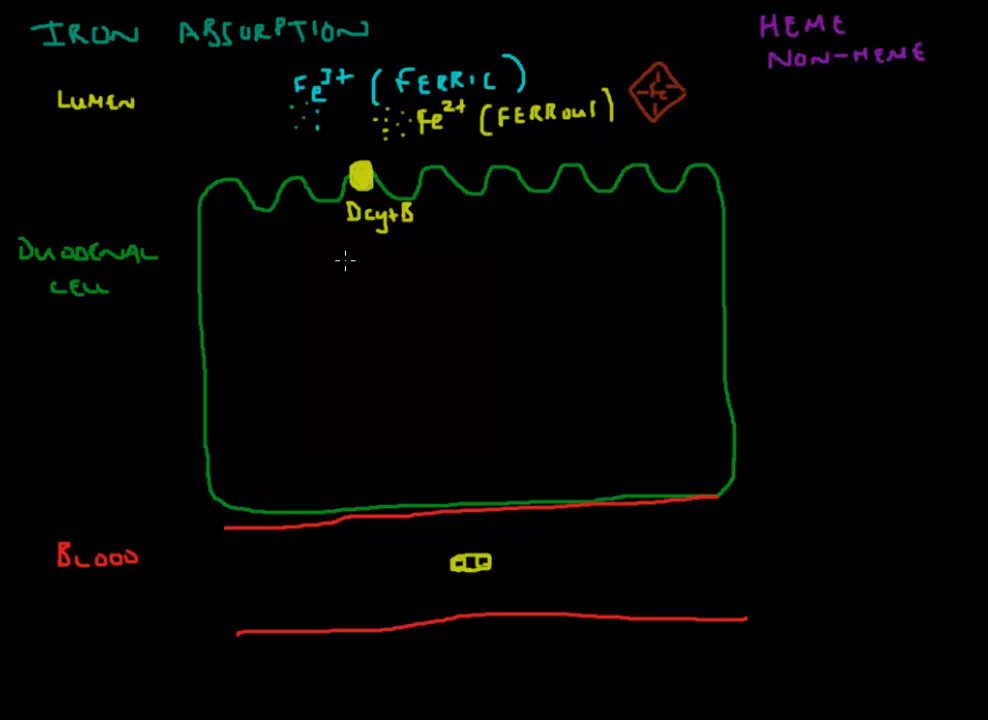 IRON ABSORPTION
HEME
NON-HEME
LUMEN
Fe3+ (FERRIC)
Fe2+ (FERROUS)
Fe
DcytB
DUODENAL
CELL
BLOOD